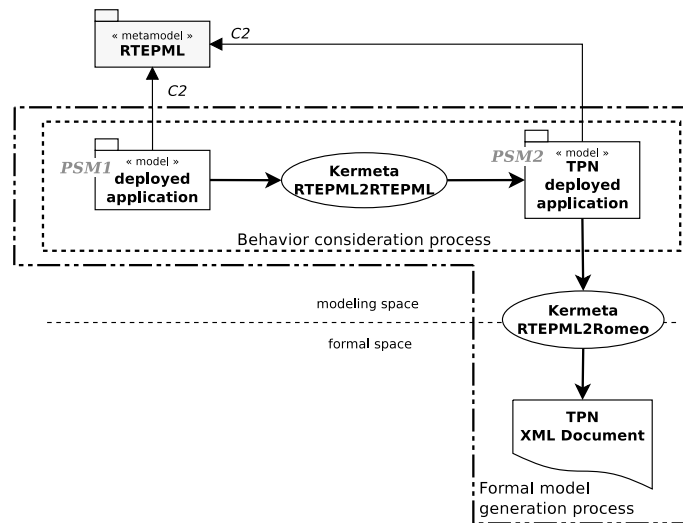 « metamodel »
RTEPML
C2
C2
PSM1
« model »
deployed
application
Kermeta
RTEPML2RTEPML
PSM2
« model »
TPN
deployed
application
Behavior consideration process
modeling space
formal space
Kermeta
RTEPML2Romeo
TPN
XML Document
Formal model
generation process